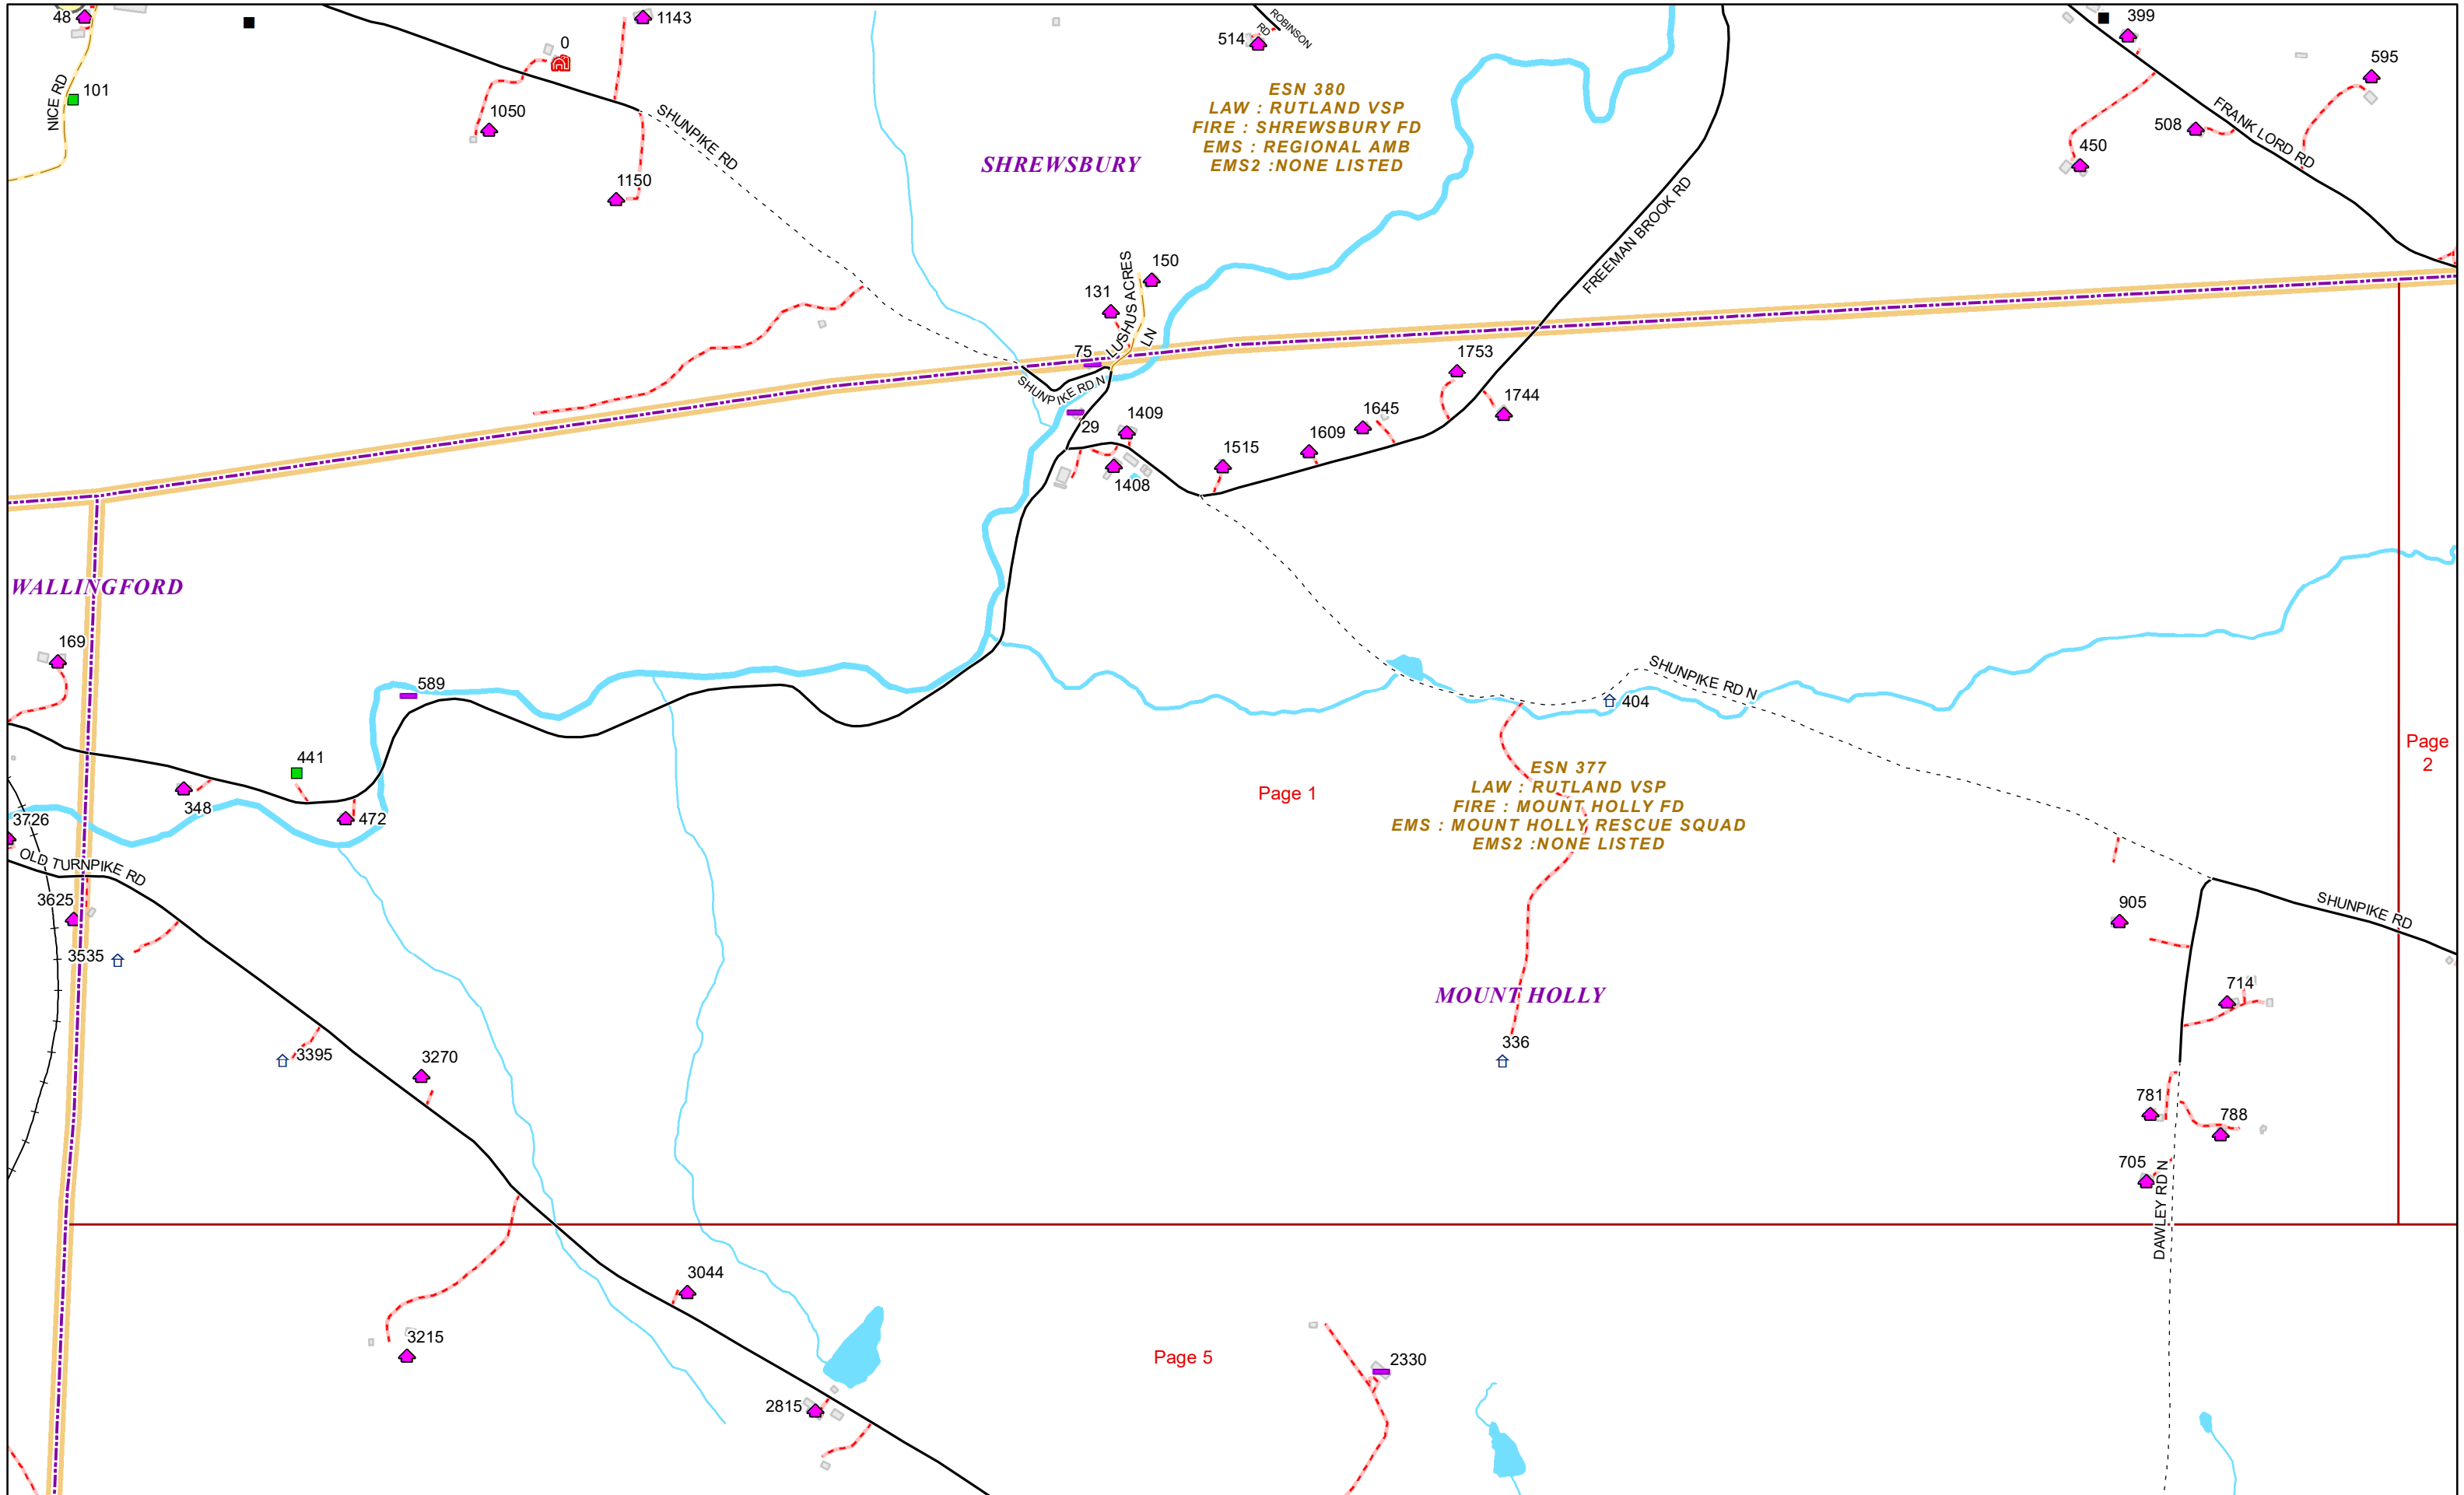 48
1143
0
399
514
ROBINSON
RD
595
NICE RD
101
1050
SHUNPIKE RD
ESN 380
LAW : RUTLAND VSP
FIRE : SHREWSBURY FD
EMS : REGIONAL AMB
EMS2 :NONE LISTED
508
FRANK LORD RD
450
SHREWSBURY
1150
FREEMAN BROOK RD
150
131
LUSHUS ACRES
LN
75
SHUNPIKE RD N
1753
1744
1409
29
1645
1609
1515
1408
WALLINGFORD
169
589
SHUNPIKE RD N
404
441
Page
2
348
472
Page 1
ESN 377
LAW : RUTLAND VSP
FIRE : MOUNT HOLLY FD
EMS : MOUNT HOLLY RESCUE SQUAD
EMS2 :NONE LISTED
3726
OLD TURNPIKE RD
3625
905
SHUNPIKE RD
3535
714
MOUNT HOLLY
336
3395
3270
781
788
705
DAWLEY RD N
3044
3215
Page 5
2330
2815